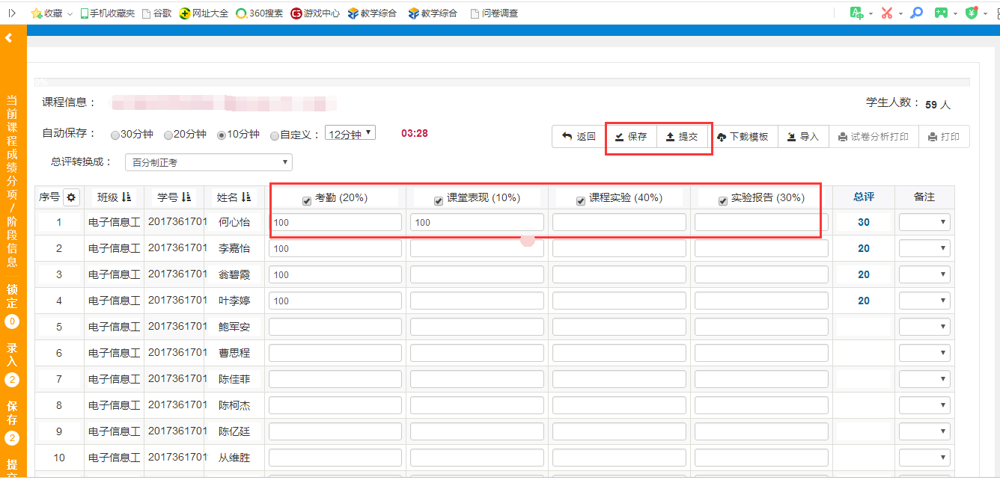 收藏 手机收藏夹 谷歌 网址大全 360搜索 游戏中心 教学综合 教学综合 问卷调查
当前课程成绩分项/阶段信息
锁定 0
录入 2
保存 2
提交
0%
课程信息： 学生人数： 59 人
自动保存： 30分钟 20分钟 10分钟 自定义： 12分钟 03:28
返回 保存 提交 下载模板 导入 试卷分析打印 打印
总评转换成： 百分制正考
序号 班级 学号 姓名 考勤 (20%) 课堂表现 (10%) 课程实验 (40%) 实验报告 (30%) 总评 备注
1 电子信息工 2017361701 何心怡 100 100 30
2 电子信息工 2017361701 李嘉怡 100 20
3 电子信息工 2017361701 翁碧霞 100 20
4 电子信息工 2017361701 叶李婷 100 20
5 电子信息工 2017361701 鲍军安
6 电子信息工 2017361701 曹思程
7 电子信息工 2017361701 陈佳菲
8 电子信息工 2017361701 陈柯杰
9 电子信息工 2017361701 陈亿廷
10 电子信息工 2017361701 从维胜